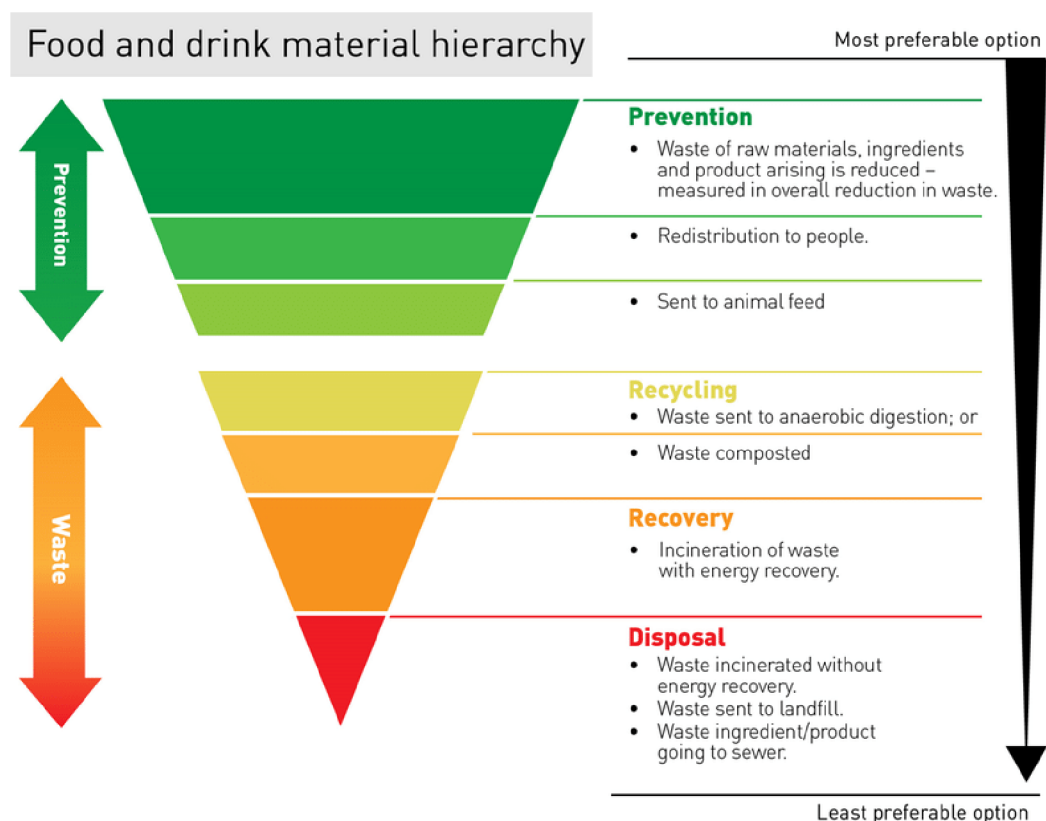 Food and drink material hierarchy
Most preferable option
Prevention
Prevention
• Waste of raw materials, ingredients
and product arising is reduced –
measured in overall reduction in waste.
• Redistribution to people.
• Sent to animal feed
Waste
Recycling
• Waste sent to anaerobic digestion; or
• Waste composted
Recovery
• Incineration of waste
with energy recovery.
Disposal
• Waste incinerated without
energy recovery.
• Waste sent to landfill.
• Waste ingredient/product
going to sewer.
Least preferable option